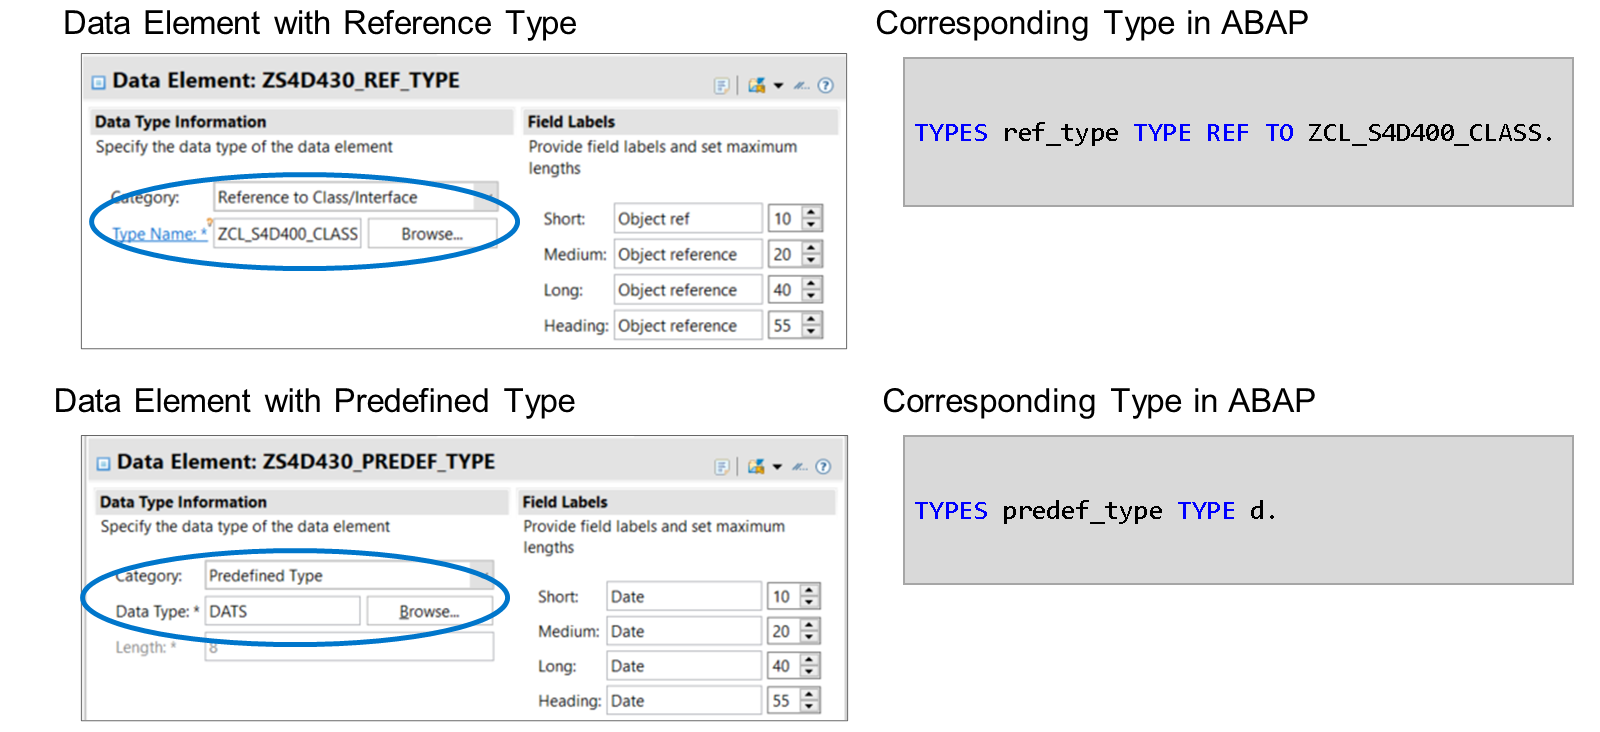 Data Element with Reference Type
Corresponding Type in ABAP
Data Element: ZS4D430_REF_TYPE
Data Type Information
Specify the data type of the data element
Category: Reference to Class/Interface
Type Name: * ZCL_S4D400_CLASS Browse...
Field Labels
Provide field labels and set maximum
lengths
Short: Object ref 10
Medium: Object reference 20
Long: Object reference 40
Heading: Object reference 55
TYPES ref_type TYPE REF TO ZCL_S4D400_CLASS.
Data Element with Predefined Type
Corresponding Type in ABAP
Data Element: ZS4D430_PREDEF_TYPE
Data Type Information
Specify the data type of the data element
Category: Predefined Type
Data Type: * DATS Browse...
Length: * 8
Field Labels
Provide field labels and set maximum
lengths
Short: Date 10
Medium: Date 20
Long: Date 40
Heading: Date 55
TYPES predef_type TYPE d.